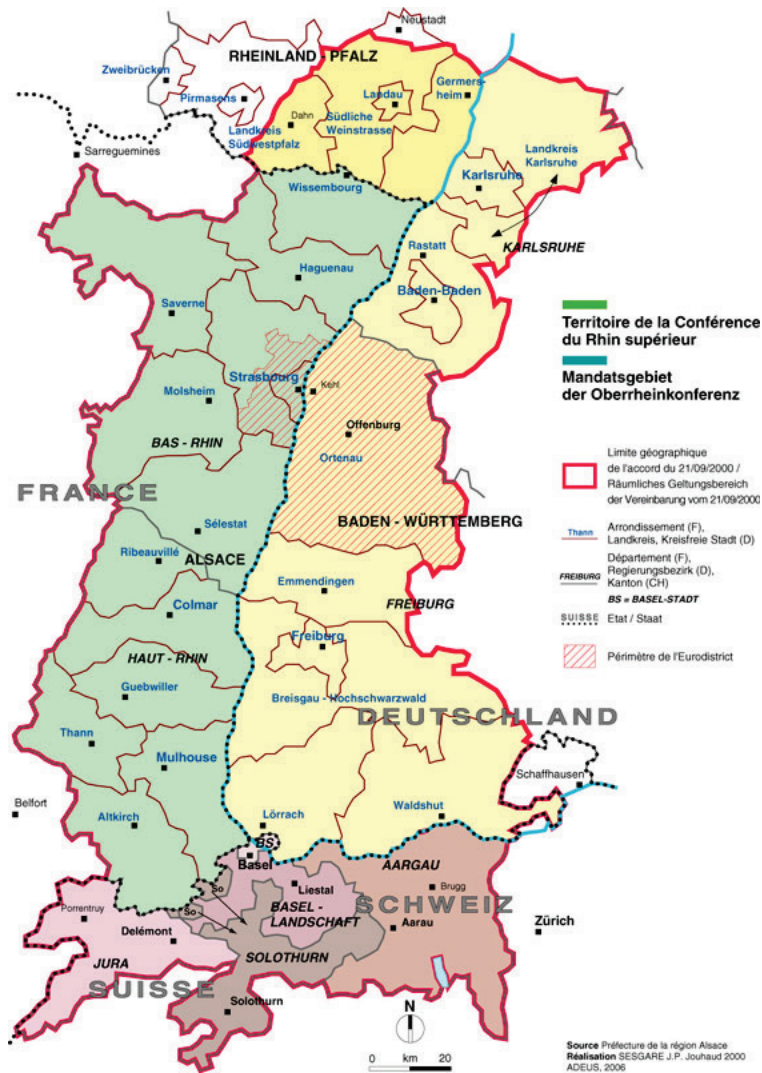 Neustadt
RHEINLAND - PFALZ
Zweibrücken
Pirmasens
Landau
Germers-
heim
Dahn
Südliche
Weinstrasse
Landkreis
Südwestpfalz
Landkreis
Karlsruhe
Sarreguemines
Karlsruhe
Wissembourg
KARLSRUHE
Rastatt
Haguenau
Baden-Baden
Saverne
Territoire de la Conférence
du Rhin supérieur
Mandatsgebiet
der Oberrheinkonferenz
Strasbourg
Kehl
Molsheim
Offenburg
BAS - RHIN
Ortenau
Limite géographique
de l'accord du 21/09/2000 /
Räumliches Geltungsbereich
der Vereinbarung vom 21/09/2000
FRANCE
Sélestat
BADEN - WÜRTTEMBERG
Thann
Arrondissement (F),
Landkreis, Kreisfreie Stadt (D)
Ribeauvillé
ALSACE
Emmendingen
FREIBURG
Département (F),
Regierungsbezirk (D),
Kanton (CH)
BS = BASEL-STADT
FREIBURG
Colmar
SUISSE
Etat / Staat
Freiburg
HAUT - RHIN
Périmètre de l'Eurodistrict
Guebwiller
Breisgau - Hochschwarzwald
DEUTSCHLAND
Thann
Mulhouse
Schaffhausen
Belfort
Altkirch
Lörrach
Waldshut
BS
Basel
AARGAU
So
Liestal
Brugg
BASEL -
LANDSCHAFT
SCHWEIZ
So
Porrentruy
Aarau
Zürich
Delémont
JURA
SOLOTHURN
SUISSE
Solothurn
N
0 km 20
Source Préfecture de la région Alsace
Réalisation SESGARE J.P. Jouhaud 2000
ADEUS, 2006